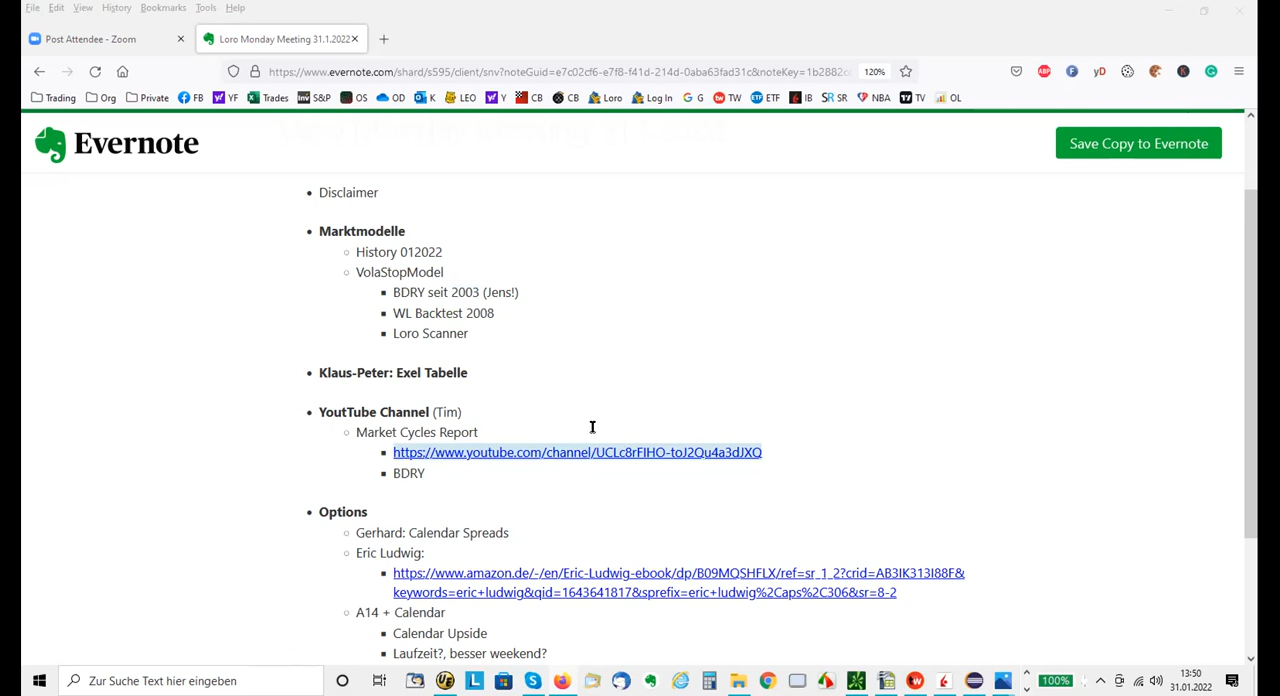 File Edit View History Bookmarks Tools Help
Post Attendee - Zoom × Loro Monday Meeting 31.1.2022 × +
https://www.evernote.com/shard/s595/client/snv?noteGuid=e7c02cf6-e7f8-f41d-214d-0aba63fad31c&noteKey=1b2882cc 120%
Trading Org Private FB YF Trades S&P OS OD K LEO Y CB CB Loro Log In G TW ETF IB SR NBA TV OL
Evernote Save Copy to Evernote
Disclaimer
Marktmodelle
History 012022
VolaStopModel
BDRY seit 2003 (Jens!)
WL Backtest 2008
Loro Scanner
Klaus-Peter: Exel Tabelle
YoutTube Channel (Tim)
Market Cycles Report
https://www.youtube.com/channel/UCLc8rFIHO-toJ2Qu4a3dJXQ
BDRY
Options
Gerhard: Calendar Spreads
Eric Ludwig:
https://www.amazon.de/-/en/Eric-Ludwig-ebook/dp/B09MQSHFLX/ref=sr_1_2?crid=AB3IK313I88F&
keywords=eric+ludwig&qid=1643641817&sprefix=eric+ludwig%2Caps%2C306&sr=8-2
A14 + Calendar
Calendar Upside
Laufzeit?, besser weekend?
Zur Suche Text hier eingeben 100% 13:50
31.01.2022